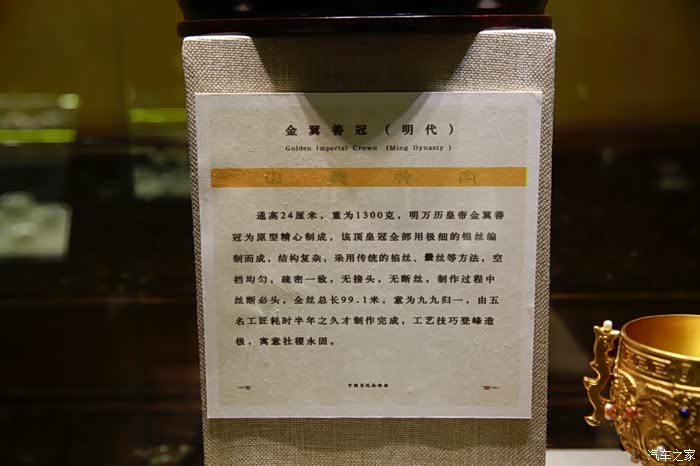 金翼善冠（明代）
Golden Imperial Crown (Ming Dynasty )
通高24厘米，重为1300克，明万历皇帝金翼善
冠为原型精心制成，该顶皇冠全部用极细的银丝编
制而成，结构复杂，采用传统的掐丝、叠丝等方法，空
档均匀，疏密一致，无接头，无断丝，制作过程中
丝断必头，全丝总长99.1米，意为九九归一，由五
名工匠耗时半年之久才制作完成，工艺技巧登峰造
极，寓意社稷永固。
汽车之家